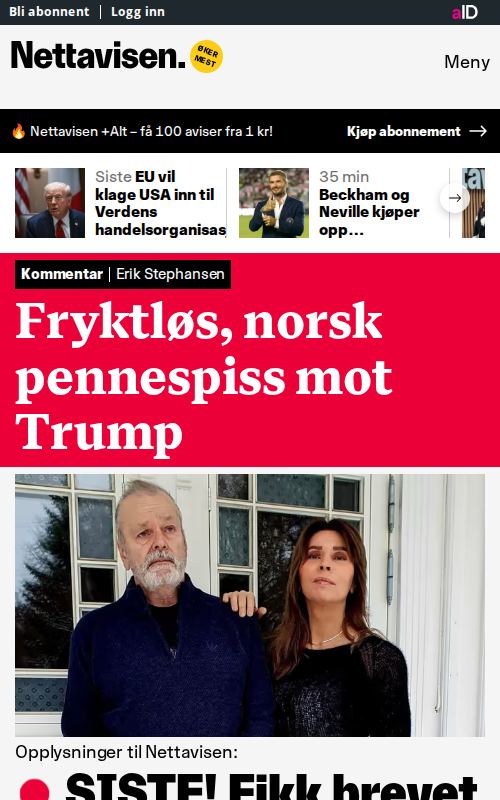 Bli abonnent | Logg inn
aID
Nettavisen.
ØKER MEST
Meny
🔥 Nettavisen +Alt – få 100 aviser fra 1 kr!
Kjøp abonnement →
Siste EU vil
klage USA inn til
Verdens
handelsorganisas
35 min
Beckham og
Neville kjøper
opp…
Kommentar | Erik Stephansen
Fryktløs, norsk
pennespiss mot
Trump
Opplysninger til Nettavisen:
SISTE! Fikk brevet